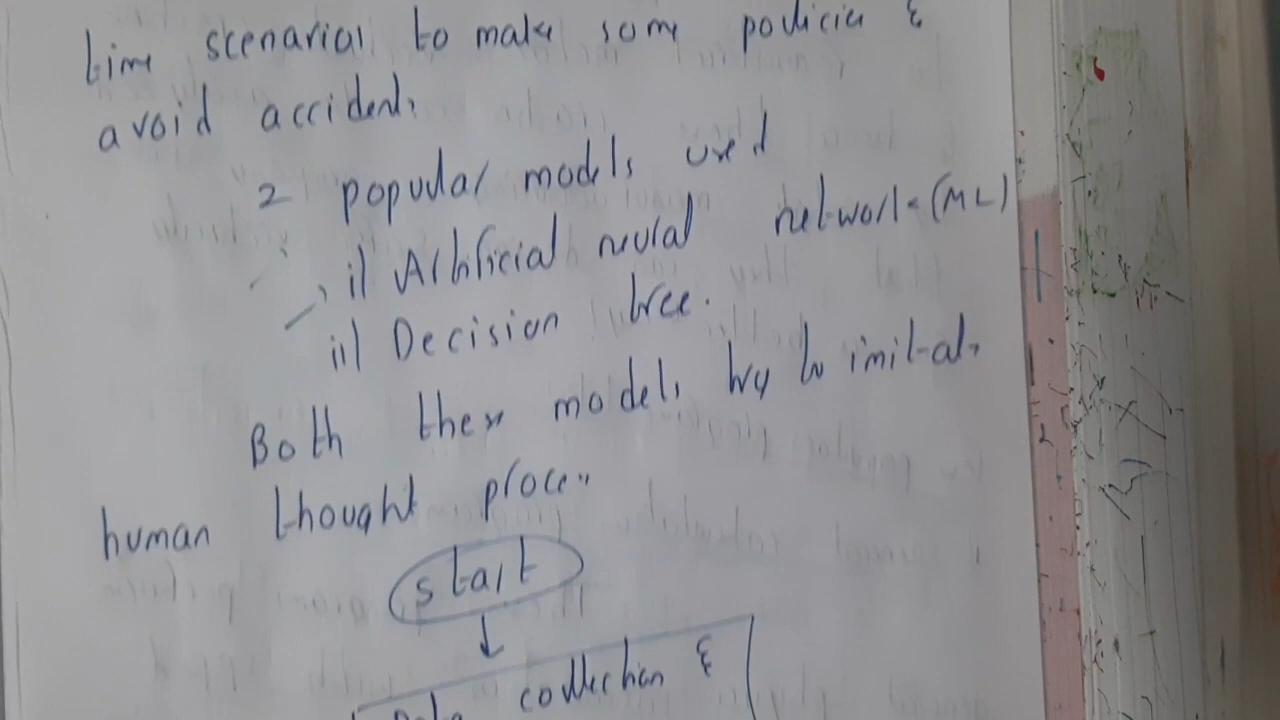 time scenarios to make some policies &
avoid accidents
2 popular models used
i) Artificial neural network (ML)
ii) Decision tree.
Both these models try to imitate
human thought process
start
Data collection &